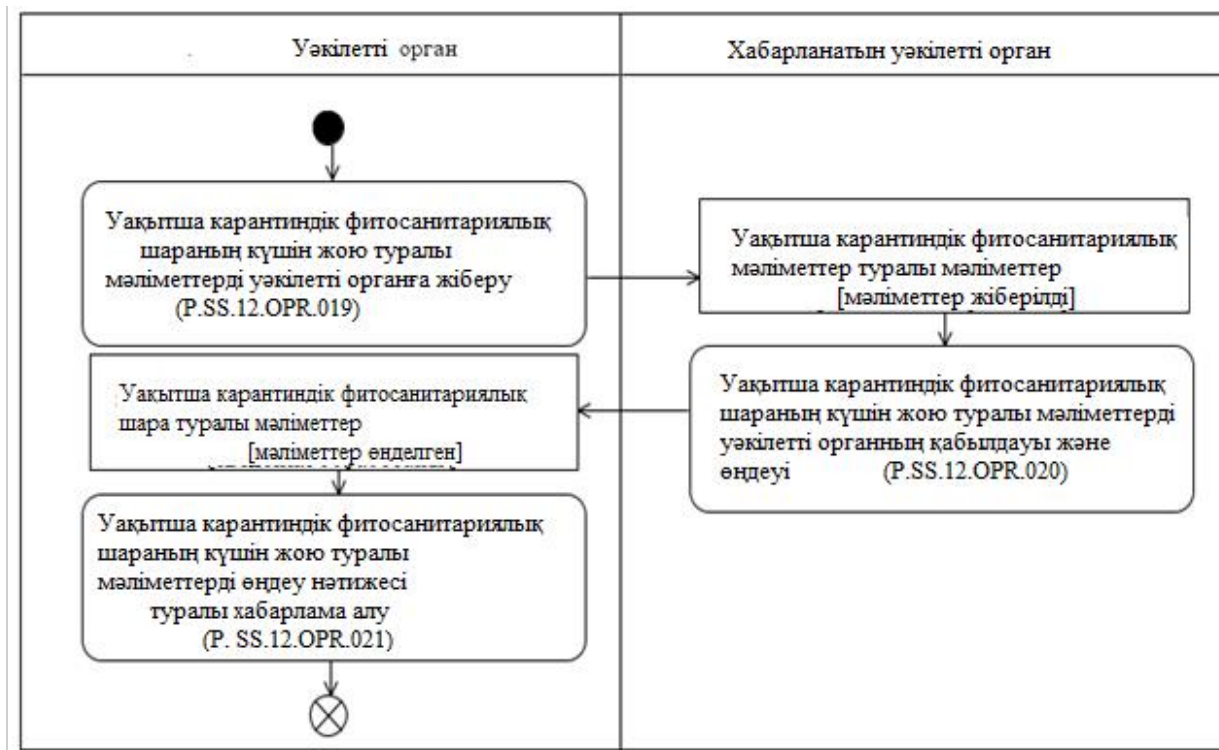 Уәкілетті орган
Хабарланатын уәкілетті орган
Уақытша карантиндік фитосанитариялық
шараның күшін жою туралы
мәліметтерді уәкілетті органға жіберу
(P.SS.12.OPR.019)
Уақытша карантиндік фитосанитариялық
мәліметтер туралы мәліметтер
[мәліметтер жіберілді]
Уақытша карантиндік фитосанитариялық
шараның күшін жою туралы мәліметтерді
уәкілетті органның қабылдауы және
өңдеуі (P.SS.12.OPR.020)
Уақытша карантиндік фитосанитариялық
шара туралы мәліметтер
[мәліметтер өнделген]
Уақытша карантиндік фитосанитариялық
шараның күшін жою туралы
мәліметтерді өңдеу нәтижесі
туралы хабарлама алу
(P. SS.12.OPR.021)